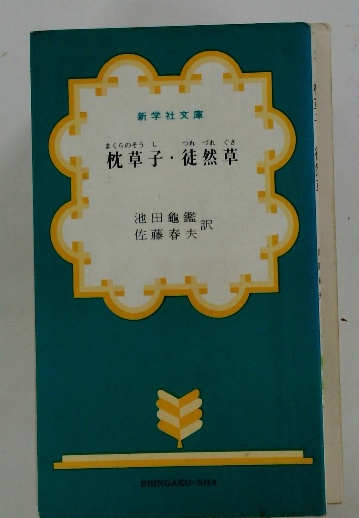 新学社文庫
まくらのそうし つれづれぐさ
枕草子・徒然草
池田亀鑑
佐藤春夫 訳
SHINGAKU-SHA